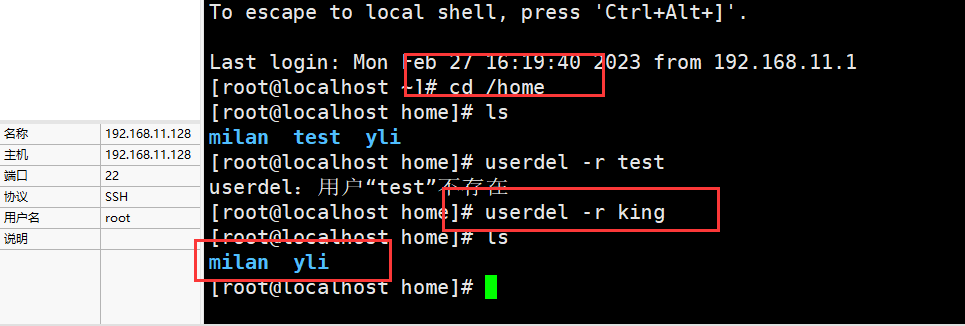 To escape to local shell, press 'Ctrl+Alt+]'.
Last login: Mon Feb 27 16:19:40 2023 from 192.168.11.1
[root@localhost ~]# cd /home
[root@localhost home]# ls
milan test yli
[root@localhost home]# userdel -r test
userdel：用户“test”不存在
[root@localhost home]# userdel -r king
[root@localhost home]# ls
milan yli
[root@localhost home]#
名称 192.168.11.128
主机 192.168.11.128
端口 22
协议 SSH
用户名 root
说明